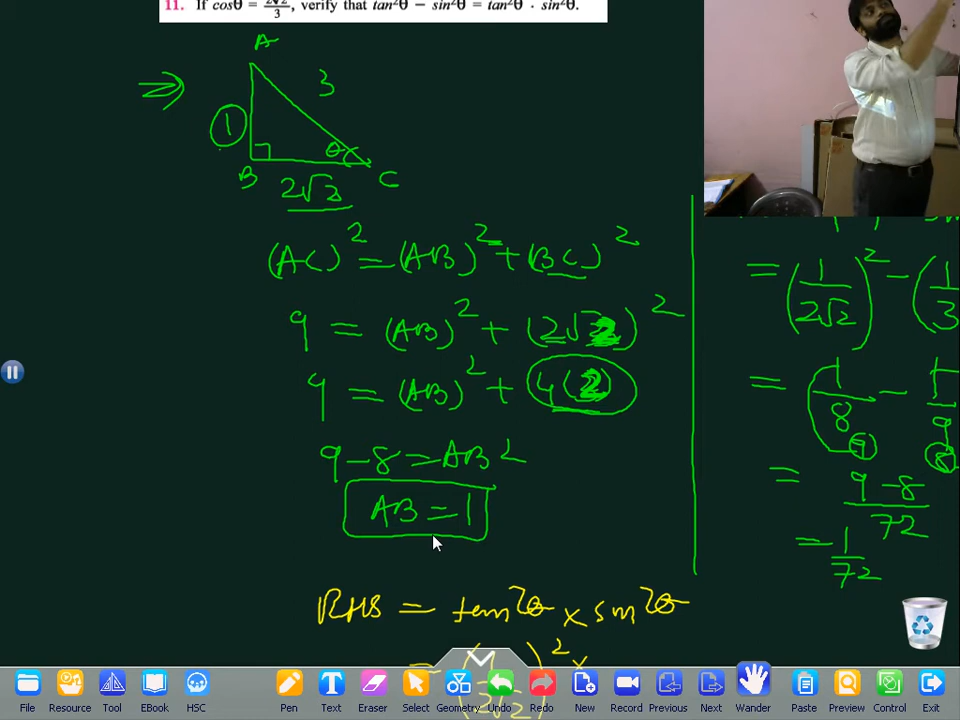 11. If cosθ = 2√2/3, verify that tan²θ − sin²θ = tan²θ · sin²θ.
⇒
A
3
1
θ
B
2√2
C
(AC)² = (AB)² + (BC)²
9 = (AB)² + (2√2)²
9 = (AB)² + 4(2)
9 − 8 = AB²
AB = 1
= (1/2√2)² − (1/3
= 1/8 − 1/9
9
8
= 9 − 8/72
= 1/72
RHS = tan²θ × sin²θ
File
Resource
Tool
EBook
HSC
Pen
Text
Eraser
Select
Geometry
Undo
Redo
New
Record
Previous
Next
Wander
Paste
Preview
Control
Exit